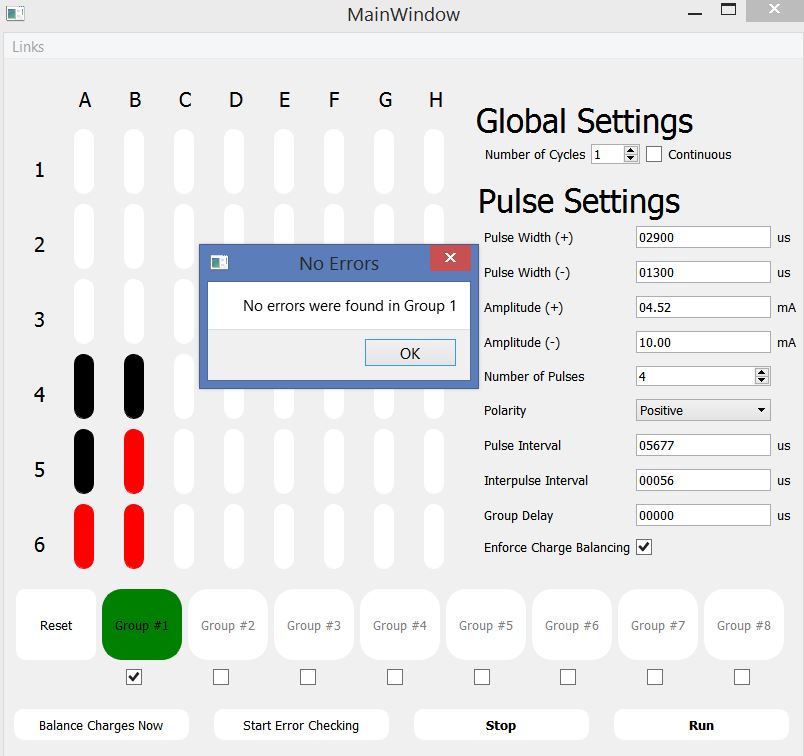 MainWindow
Links
A B C D E F G H
1
2
3
4
5
6
Global Settings
Number of Cycles 1 Continuous
Pulse Settings
Pulse Width (+) 02900 us
Pulse Width (-) 01300 us
Amplitude (+) 04.52 mA
Amplitude (-) 10.00 mA
Number of Pulses 4
Polarity Positive
Pulse Interval 05677 us
Interpulse Interval 00056 us
Group Delay 00000 us
Enforce Charge Balancing
No Errors
No errors were found in Group 1
OK
Reset Group #1 Group #2 Group #3 Group #4 Group #5 Group #6 Group #7 Group #8
Balance Charges Now Start Error Checking Stop Run